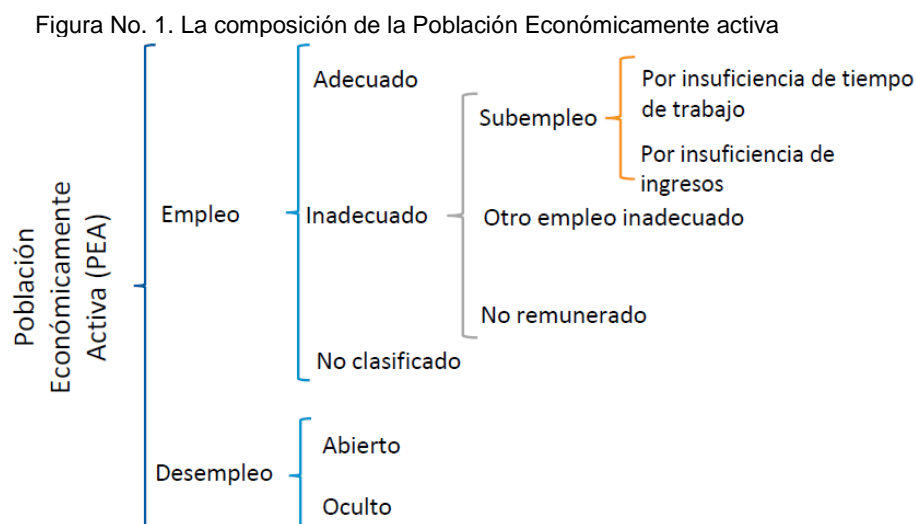 Figura No. 1. La composición de la Población Económicamente activa
Población
Económicamente
Activa (PEA)
Empleo
Adecuado
Inadecuado
Subempleo
Por insuficiencia de tiempo
de trabajo
Por insuficiencia de
ingresos
Otro empleo inadecuado
No remunerado
No clasificado
Desempleo
Abierto
Oculto